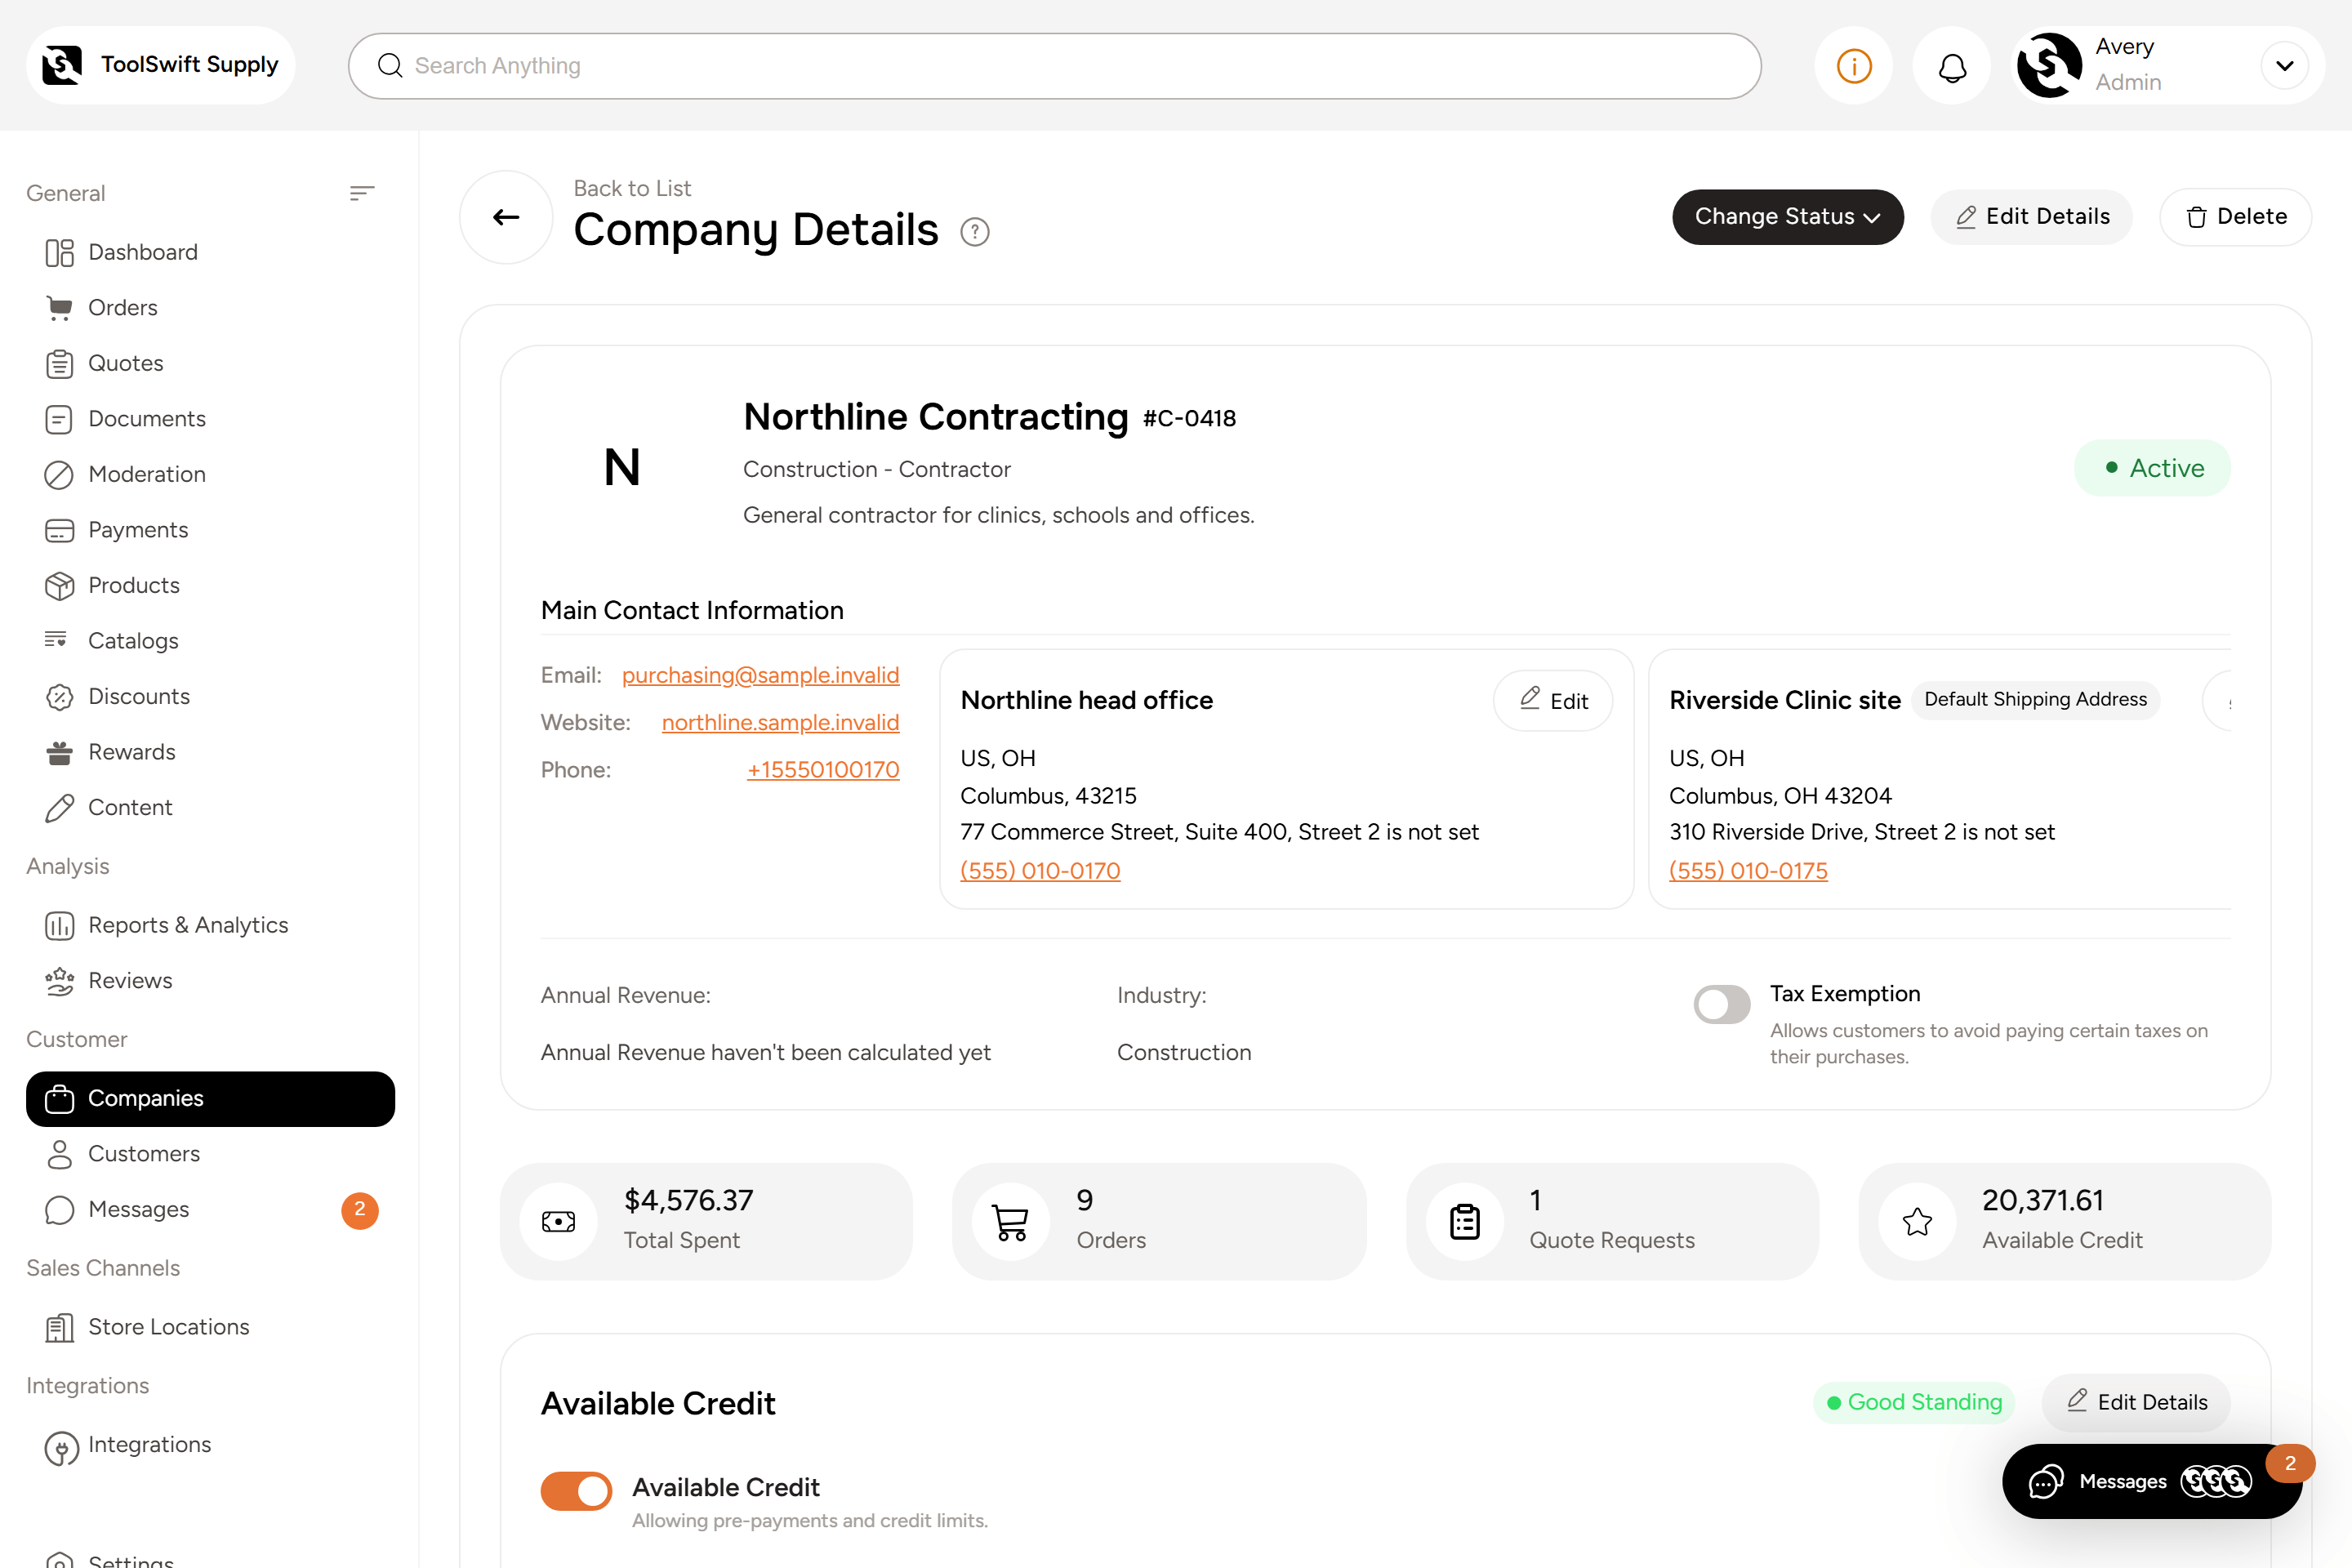 ToolSwift Supply
Search Anything
Avery
Admin
General
Dashboard
Orders
Quotes
Documents
Moderation
Payments
Products
Catalogs
Discounts
Rewards
Content
Analysis
Reports & Analytics
Reviews
Customer
Companies
Customers
Messages
2
Sales Channels
Store Locations
Integrations
Integrations
Settings
Back to List
Company Details
Change Status
Edit Details
Delete
N
Northline Contracting #C-0418
Construction - Contractor
General contractor for clinics, schools and offices.
Active
Main Contact Information
Email: purchasing@sample.invalid
Website: northline.sample.invalid
Phone: +15550100170
Northline head office
Edit
US, OH
Columbus, 43215
77 Commerce Street, Suite 400, Street 2 is not set
(555) 010-0170
Riverside Clinic site Default Shipping Address
US, OH
Columbus, OH 43204
310 Riverside Drive, Street 2 is not set
(555) 010-0175
Annual Revenue:
Annual Revenue haven't been calculated yet
Industry:
Construction
Tax Exemption
Allows customers to avoid paying certain taxes on
their purchases.
$4,576.37
Total Spent
9
Orders
1
Quote Requests
20,371.61
Available Credit
Available Credit
Good Standing
Edit Details
Available Credit
Allowing pre-payments and credit limits.
Messages
2